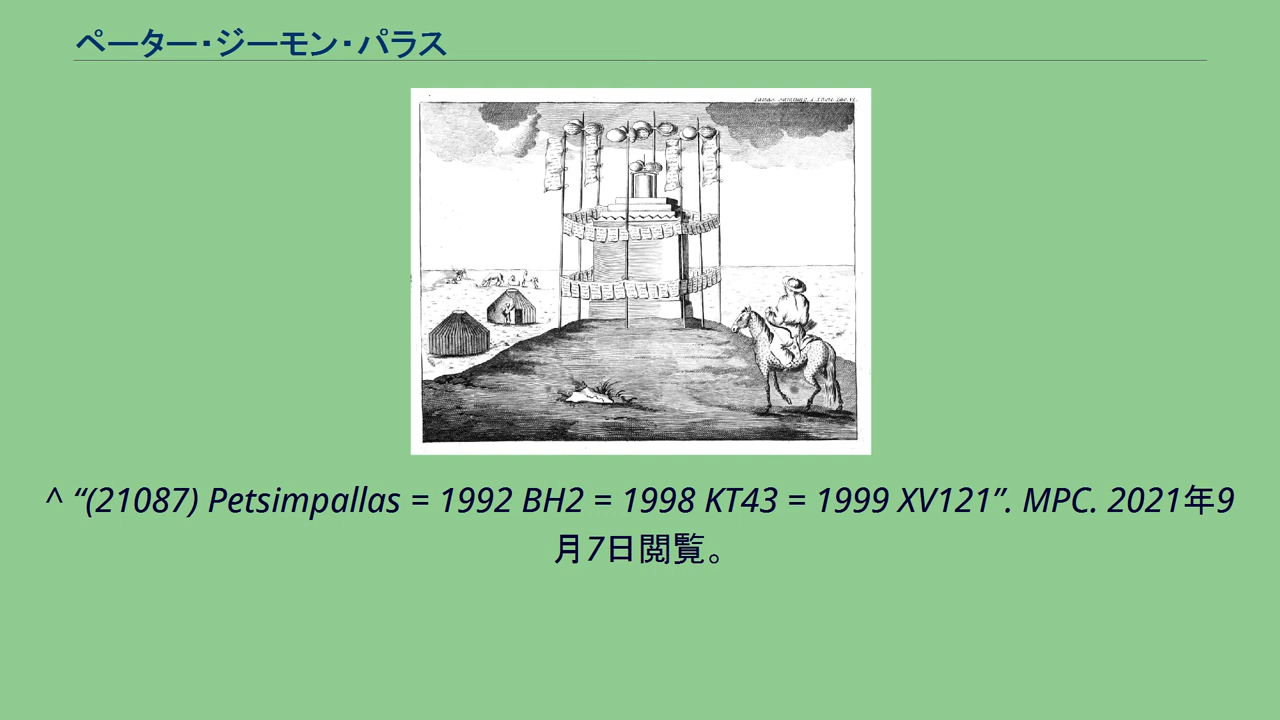 ペーター・ジーモン・パラス
^ “(21087) Petsimpallas = 1992 BH2 = 1998 KT43 = 1999 XV121”. MPC. 2021年9
月7日閲覧。